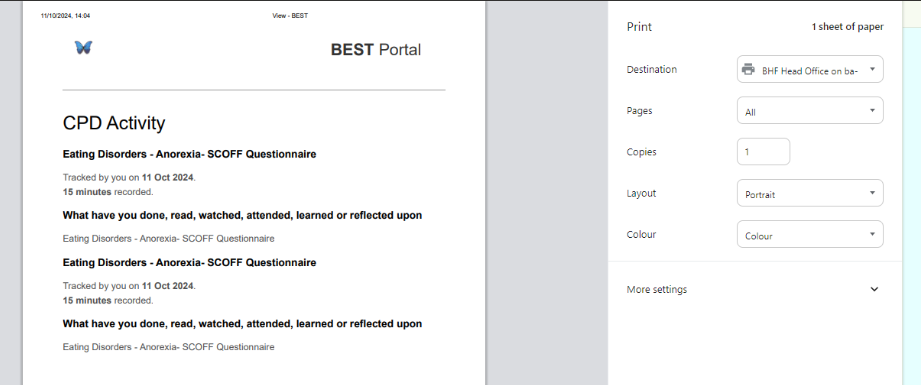 11/10/2024, 14:04 View - BEST
BEST Portal
CPD Activity
Eating Disorders - Anorexia- SCOFF Questionnaire
Tracked by you on 11 Oct 2024.
15 minutes recorded.
What have you done, read, watched, attended, learned or reflected upon
Eating Disorders - Anorexia- SCOFF Questionnaire
Eating Disorders - Anorexia- SCOFF Questionnaire
Tracked by you on 11 Oct 2024.
15 minutes recorded.
What have you done, read, watched, attended, learned or reflected upon
Eating Disorders - Anorexia- SCOFF Questionnaire
Print 1 sheet of paper
Destination BHF Head Office on ba-
Pages All
Copies 1
Layout Portrait
Colour Colour
More settings